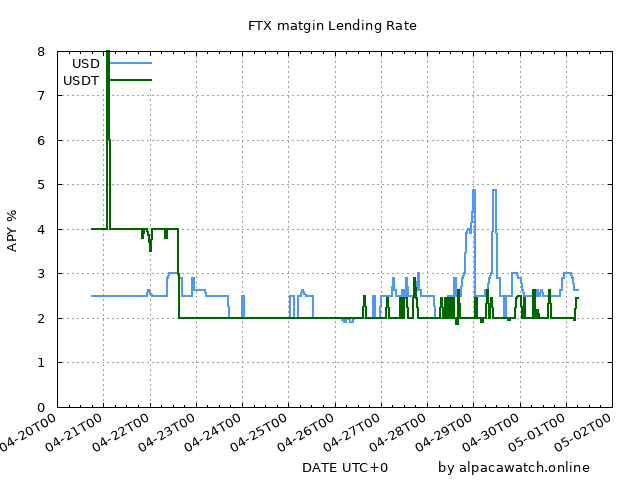 FTX matgin Lending Rate
USD
USDT
8
7
6
5
4
3
2
1
0
APY %
04-20T00
04-21T00
04-22T00
04-23T00
04-24T00
04-25T00
04-26T00
04-27T00
04-28T00
04-29T00
04-30T00
05-01T00
05-02T00
DATE UTC+0
by alpacawatch.online